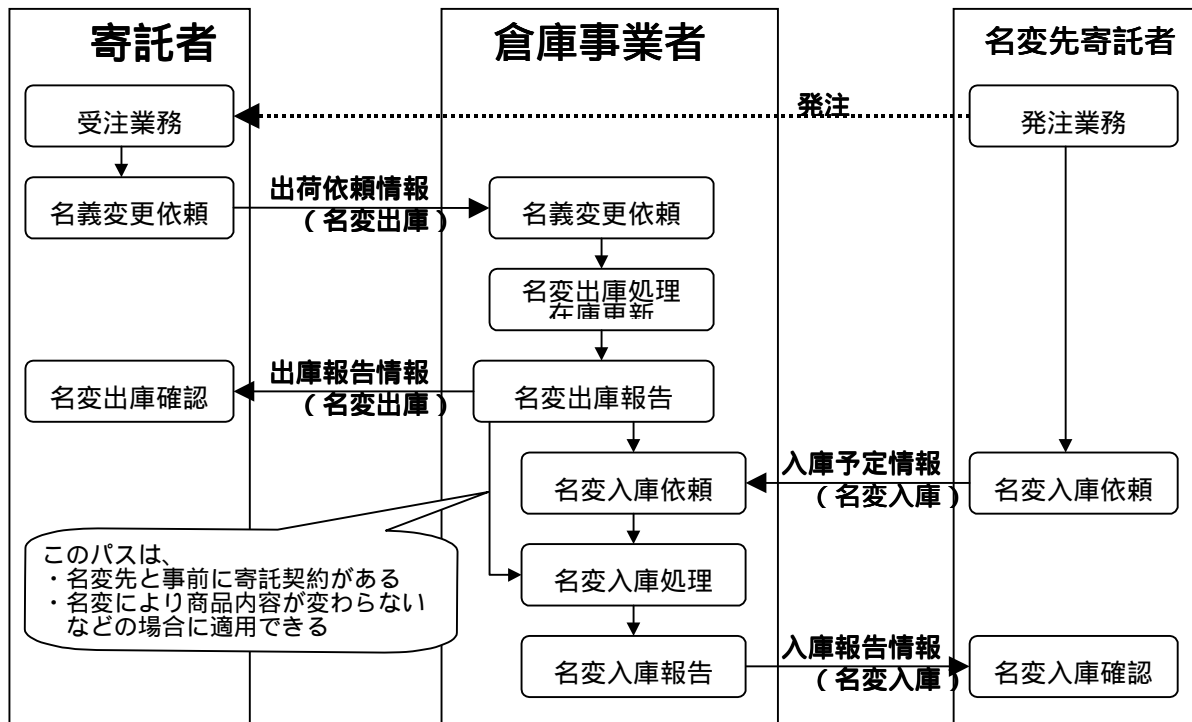 寄託者
倉庫事業者
名変先寄託者
受注業務
発注
発注業務
名義変更依頼
出荷依頼情報
（名変出庫）
名義変更依頼
名変出庫処理
在庫更新
名変出庫確認
出庫報告情報
（名変出庫）
名変出庫報告
名変入庫依頼
入庫予定情報
（名変入庫）
名変入庫依頼
このパスは、
・名変先と事前に寄託契約がある
・名変により商品内容が変わらない
などの場合に適用できる
名変入庫処理
名変入庫報告
入庫報告情報
（名変入庫）
名変入庫確認